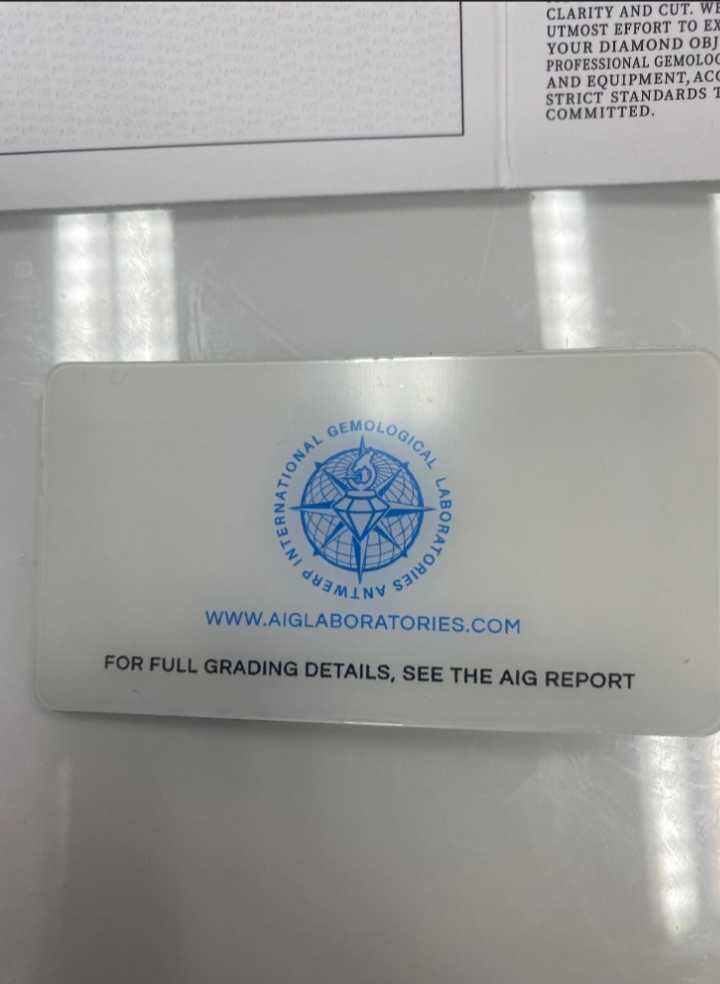 CLARITY AND CUT. WE
UTMOST EFFORT TO EX
YOUR DIAMOND OBJ
PROFESSIONAL GEMOLOG
AND EQUIPMENT, ACC
STRICT STANDARDS T
COMMITTED.
ANTWERP INTERNATIONAL GEMOLOGICAL LABORATORIES
WWW.AIGLABORATORIES.COM
FOR FULL GRADING DETAILS, SEE THE AIG REPORT